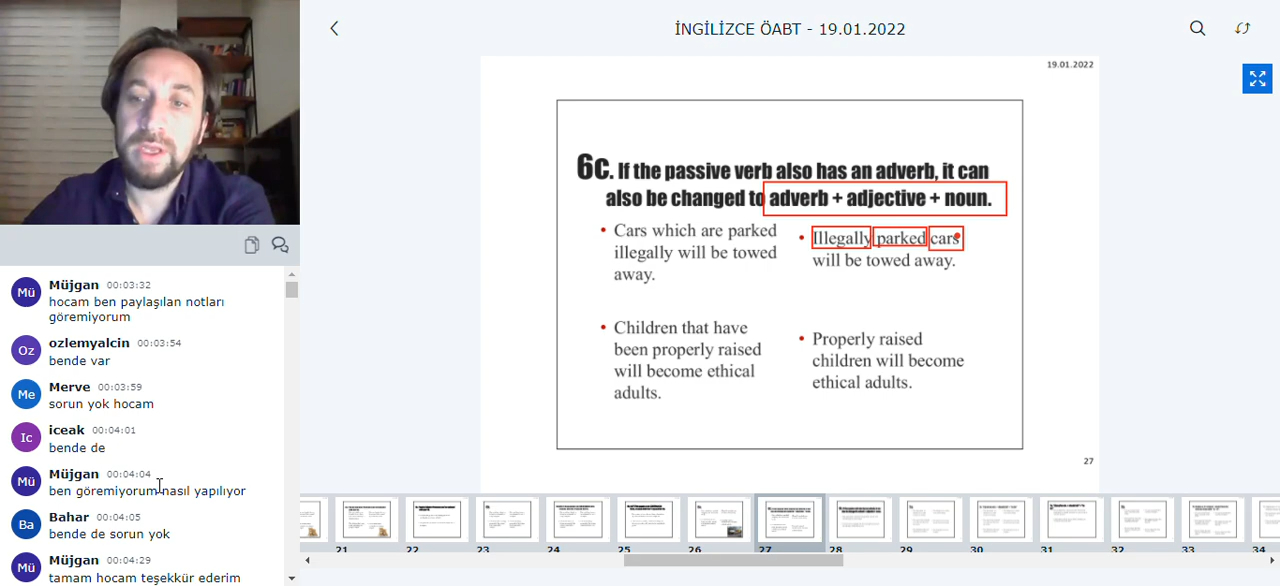 İNGİLİZCE ÖABT - 19.01.2022
19.01.2022
6c. If the passive verb also has an adverb, it can
also be changed to adverb + adjective + noun.
• Cars which are parked
illegally will be towed
away.
• Illegally parked cars
will be towed away.
• Children that have
been properly raised
will become ethical
adults.
• Properly raised
children will become
ethical adults.
27
Mü
Müjgan 00:03:32
hocam ben paylaşılan notları
göremiyorum
Oz
ozlemyalcin 00:03:54
bende var
Me
Merve 00:03:59
sorun yok hocam
Ic
iceak 00:04:01
bende de
Mü
Müjgan 00:04:04
ben göremiyorum nasıl yapılıyor
Ba
Bahar 00:04:05
bende de sorun yok
Mü
Müjgan 00:04:29
tamam hocam teşekkür ederim
21 22 23 24 25 26 27 28 29 30 31 32 33 34